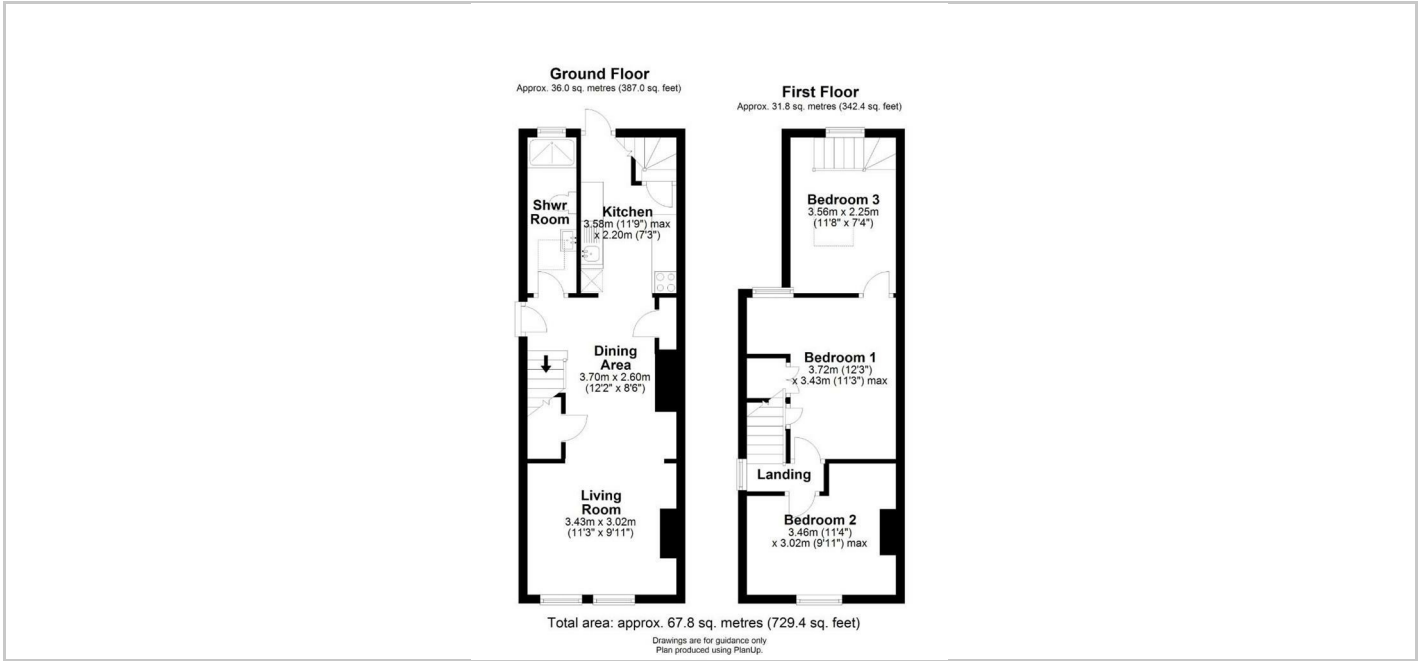 Ground Floor
Approx. 36.0 sq. metres (387.0 sq. feet)
Shwr
Room
Kitchen
3.58m (11'9") max
x 2.20m (7'3")
Dining
Area
3.70m x 2.60m
(12'2" x 8'6")
Living
Room
3.43m x 3.02m
(11'3" x 9'11")
First Floor
Approx. 31.8 sq. metres (342.4 sq. feet)
Bedroom 3
3.56m x 2.25m
(11'8" x 7'4")
Bedroom 1
3.72m (12'3")
x 3.43m (11'3") max
Landing
Bedroom 2
3.46m (11'4")
x 3.02m (9'11") max
Total area: approx. 67.8 sq. metres (729.4 sq. feet)
Drawings are for guidance only
Plan produced using PlanUp.